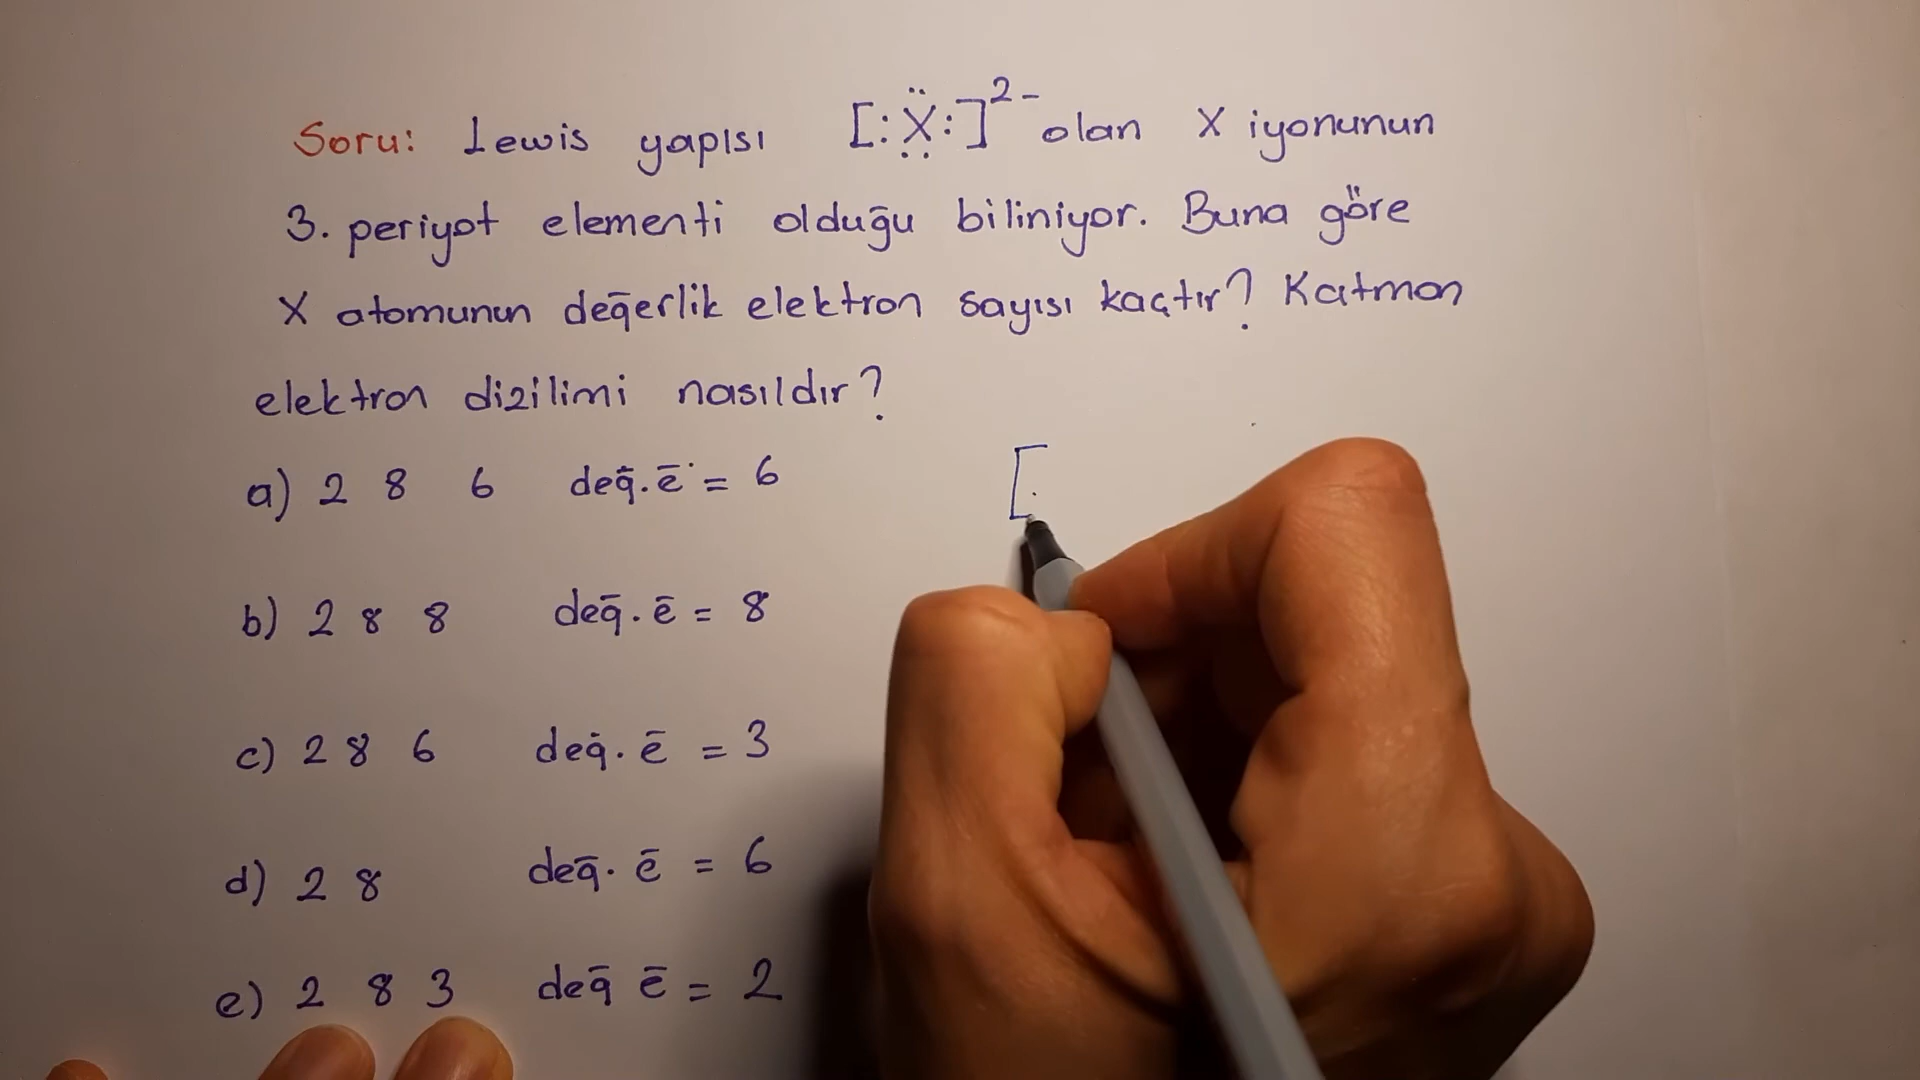 Soru: Lewis yapısı [:Ẍ:]²⁻ olan X iyonunun
3. periyot elementi olduğu biliniyor. Buna göre
X atomunun değerlik elektron sayısı kaçtır? Katman
elektron dizilimi nasıldır?
a) 2 8 6 değ. ē = 6
b) 2 8 8 değ. ē = 8
c) 2 8 6 değ. ē = 3
d) 2 8 değ. ē = 6
e) 2 8 3 değ ē = 2
[